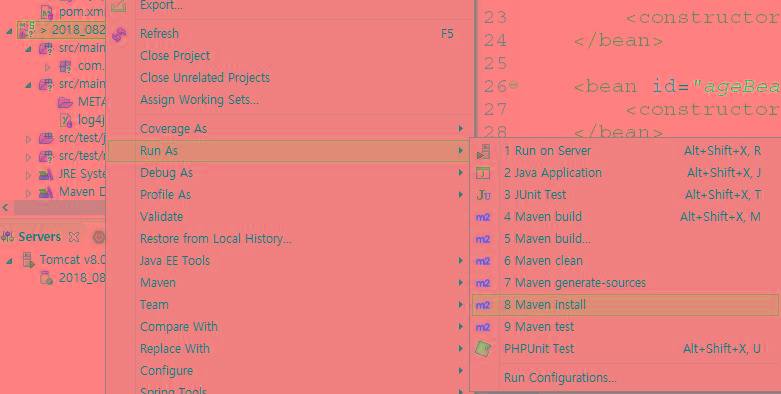 pom.xm
> 2018_082
src/main
com.
src/main
META
log4j
src/test/j
src/test/r
JRE Syste
Maven D
Servers
Tomcat v8.0
2018_08
Export...
Refresh F5
Close Project
Close Unrelated Projects
Assign Working Sets...
Coverage As
Run As
Debug As
Profile As
Validate
Restore from Local History...
Java EE Tools
Maven
Team
Compare With
Replace With
Configure
Spring Tools
23 <constructor
24 </bean>
25
26 <bean id="ageBea
27 <constructor
28 </bean>
1 Run on Server Alt+Shift+X, R
2 Java Application Alt+Shift+X, J
3 JUnit Test Alt+Shift+X, T
4 Maven build Alt+Shift+X, M
5 Maven build...
6 Maven clean
7 Maven generate-sources
8 Maven install
9 Maven test
PHPUnit Test Alt+Shift+X, U
Run Configurations...